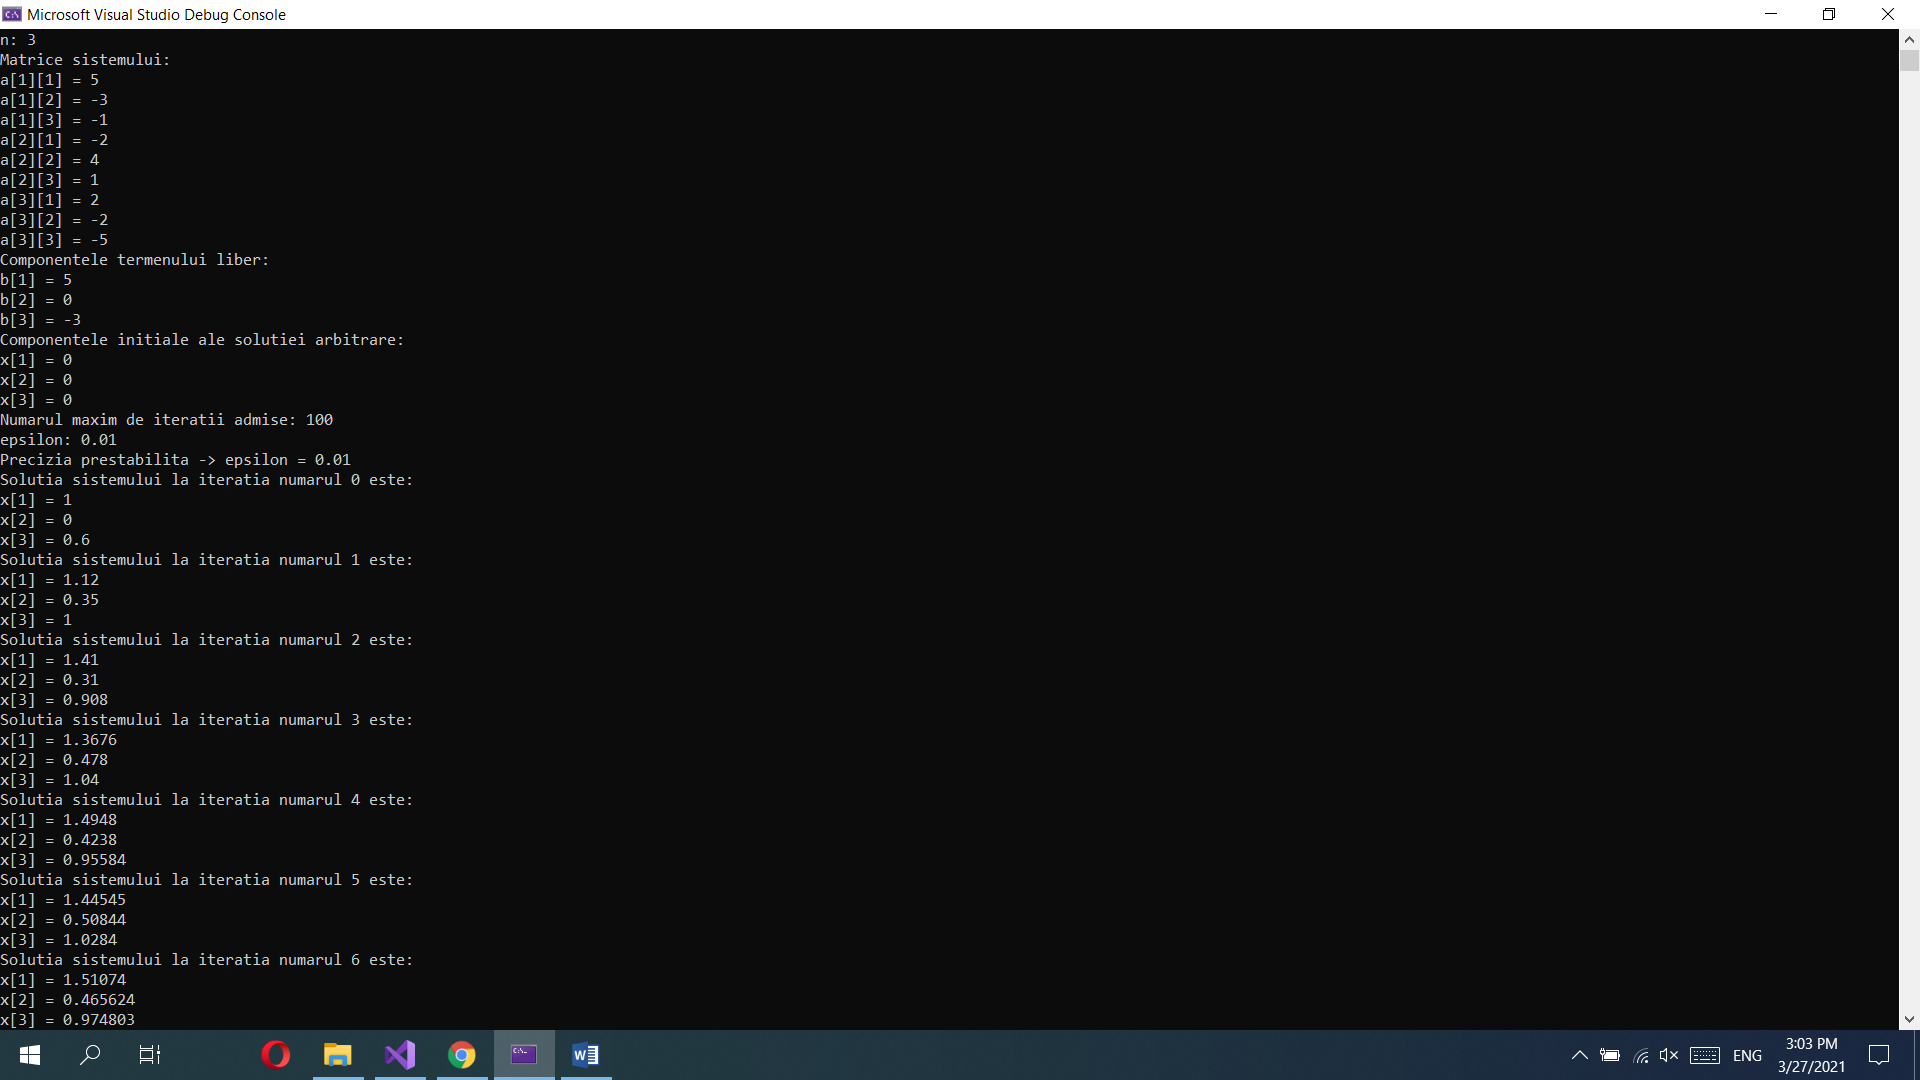 Microsoft Visual Studio Debug Console
n: 3
Matrice sistemului:
a[1][1] = 5
a[1][2] = -3
a[1][3] = -1
a[2][1] = -2
a[2][2] = 4
a[2][3] = 1
a[3][1] = 2
a[3][2] = -2
a[3][3] = -5
Componentele termenului liber:
b[1] = 5
b[2] = 0
b[3] = -3
Componentele initiale ale solutiei arbitrare:
x[1] = 0
x[2] = 0
x[3] = 0
Numarul maxim de iteratii admise: 100
epsilon: 0.01
Precizia prestabilita -> epsilon = 0.01
Solutia sistemului la iteratia numarul 0 este:
x[1] = 1
x[2] = 0
x[3] = 0.6
Solutia sistemului la iteratia numarul 1 este:
x[1] = 1.12
x[2] = 0.35
x[3] = 1
Solutia sistemului la iteratia numarul 2 este:
x[1] = 1.41
x[2] = 0.31
x[3] = 0.908
Solutia sistemului la iteratia numarul 3 este:
x[1] = 1.3676
x[2] = 0.478
x[3] = 1.04
Solutia sistemului la iteratia numarul 4 este:
x[1] = 1.4948
x[2] = 0.4238
x[3] = 0.95584
Solutia sistemului la iteratia numarul 5 este:
x[1] = 1.44545
x[2] = 0.50844
x[3] = 1.0284
Solutia sistemului la iteratia numarul 6 este:
x[1] = 1.51074
x[2] = 0.465624
x[3] = 0.974803
ENG
3:03 PM
3/27/2021